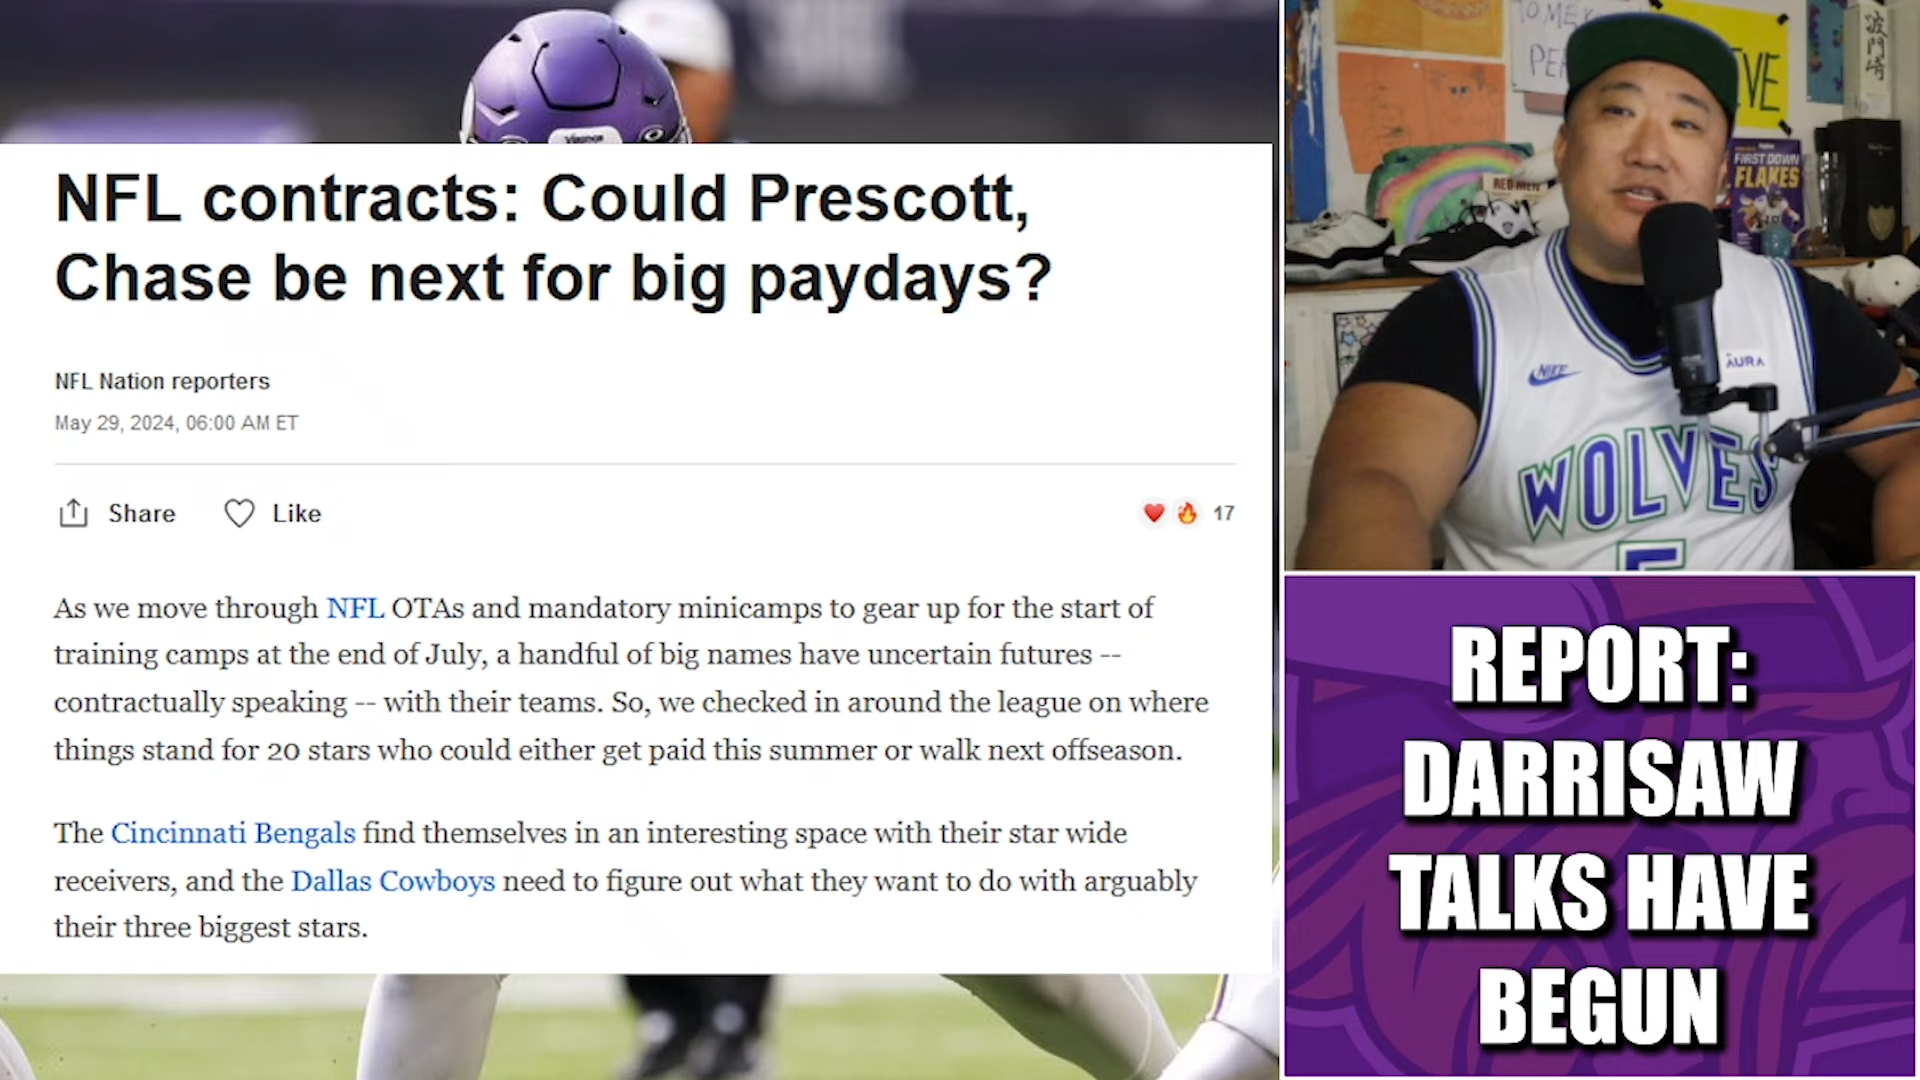 Vikings
NFL contracts: Could Prescott,
Chase be next for big paydays?
NFL Nation reporters
May 29, 2024, 06:00 AM ET
Share
Like
17
As we move through NFL OTAs and mandatory minicamps to gear up for the start of
training camps at the end of July, a handful of big names have uncertain futures --
contractually speaking -- with their teams. So, we checked in around the league on where
things stand for 20 stars who could either get paid this summer or walk next offseason.
The Cincinnati Bengals find themselves in an interesting space with their star wide
receivers, and the Dallas Cowboys need to figure out what they want to do with arguably
their three biggest stars.
FIRST DOWN
FLAKES
RED MEN
NIKE
AURA
WOLVES
REPORT:
DARRISAW
TALKS HAVE
BEGUN